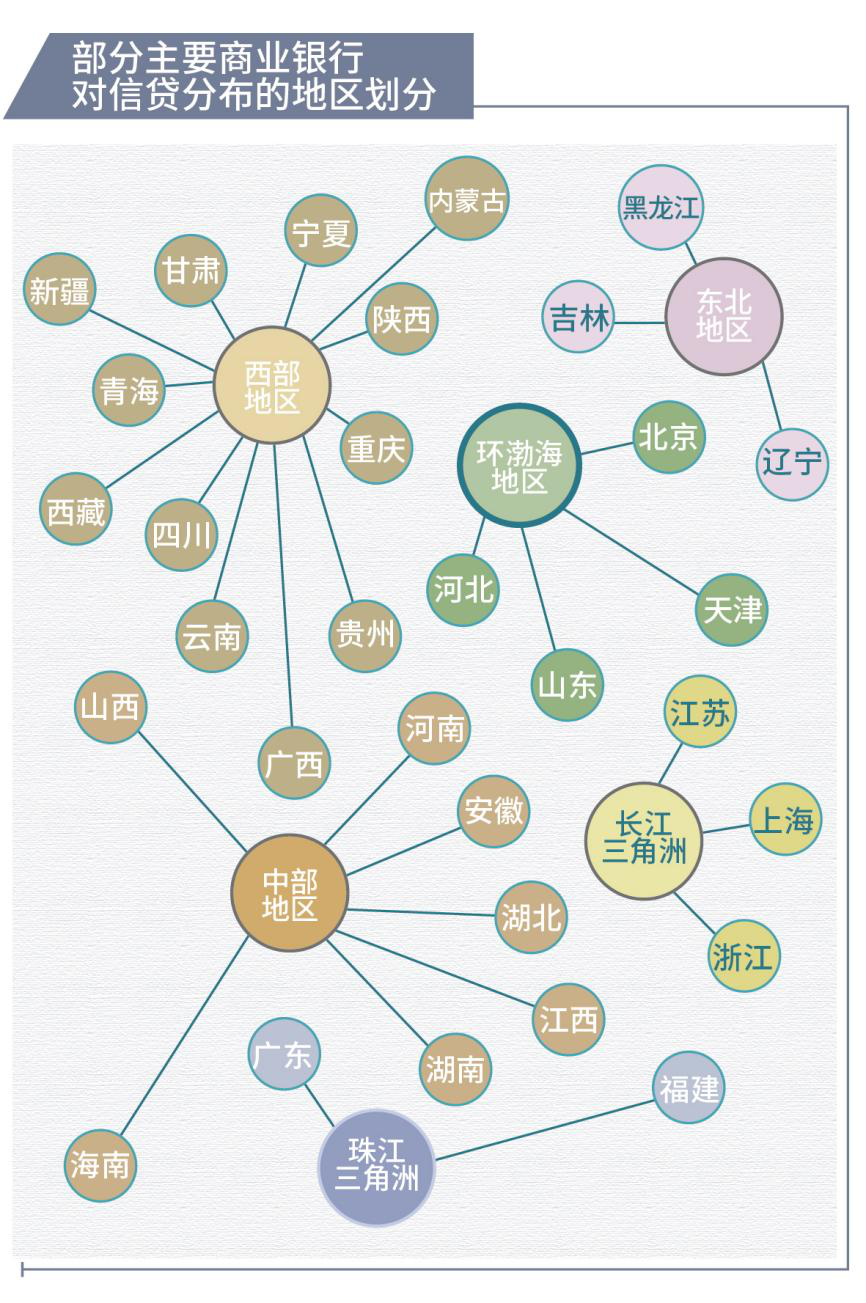 部分主要商业银行
对信贷分布的地区划分
内蒙古
黑龙江
宁夏
甘肃
新疆
陕西
吉林
东北
地区
西部
地区
青海
重庆
北京
环渤海
地区
辽宁
西藏
四川
河北
天津
云南
贵州
山东
山西
江苏
河南
广西
安徽
上海
长江
三角洲
中部
地区
湖北
浙江
江西
广东
湖南
福建
珠江
三角洲
海南